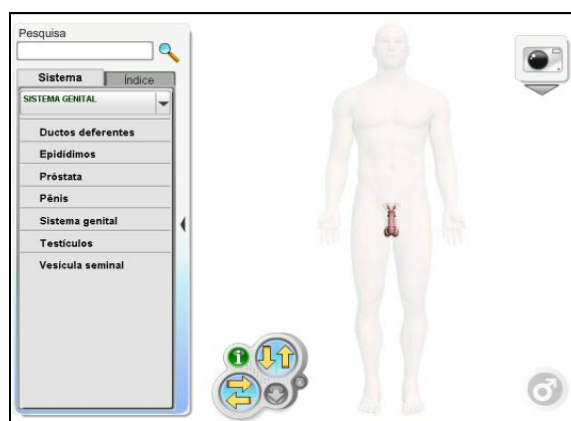 Pesquisa
Sistema
Índice
SISTEMA GENITAL
Ductos deferentes
Epidídimos
Próstata
Pênis
Sistema genital
Testículos
Vesícula seminal